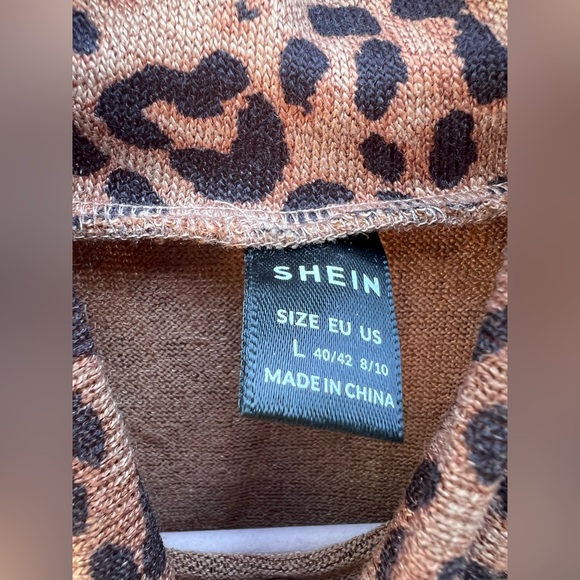 SHEIN
SIZE EU US
L 40/42 8/10
MADE IN CHINA